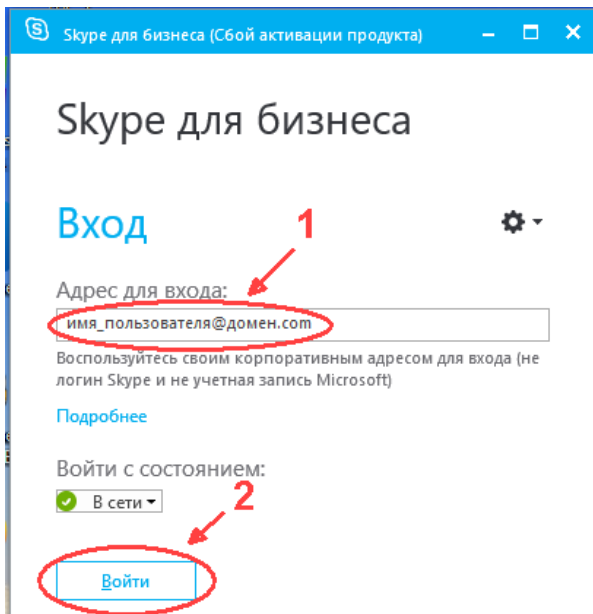 Skype для бизнеса (Сбой активации продукта)
Skype для бизнеса
Вход
1
Адрес для входа:
имя_пользователя@домен.com
Воспользуйтесь своим корпоративным адресом для входа (не
логин Skype и не учетная запись Microsoft)
Подробнее
Войти с состоянием:
В сети
2
Войти